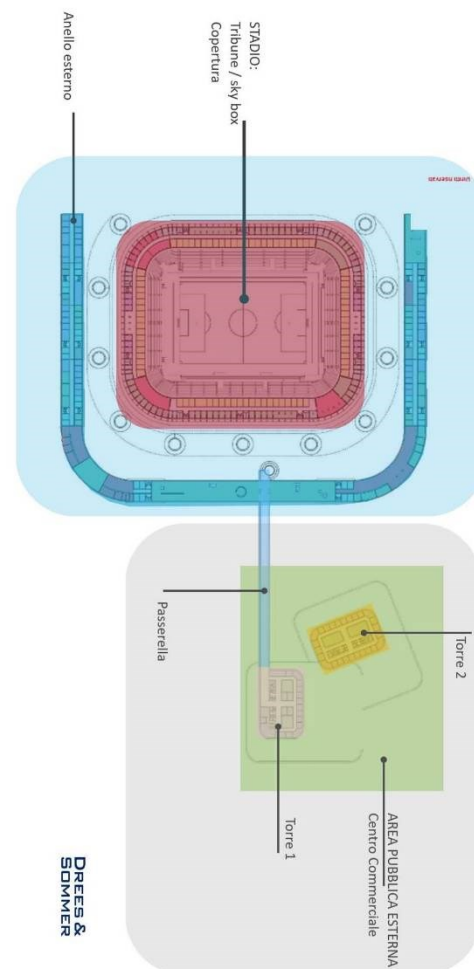 Torre 2
AREA PUBBLICA ESTERNA
Centro Commerciale
STADIO:
Tribune / sky box
Copertura
Torre 1
Passerella
Anello esterno
DREES &
SOMMER